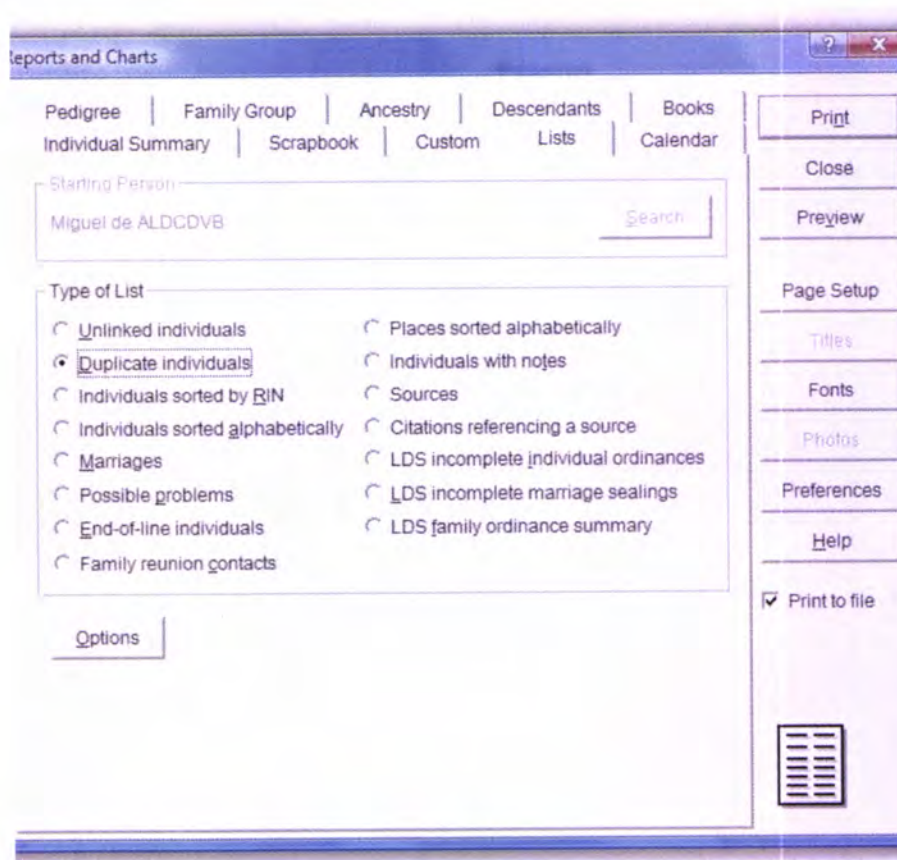 Reports and Charts
Pedigree Family Group Ancestry Descendants Books
Individual Summary Scrapbook Custom Lists Calendar
Starting Person
Miguel de ALDCDVB
Search
Type of List
Unlinked individuals
Duplicate individuals
Individuals sorted by RIN
Individuals sorted alphabetically
Marriages
Possible problems
End-of-line individuals
Family reunion contacts
Places sorted alphabetically
Individuals with notes
Sources
Citations referencing a source
LDS incomplete individual ordinances
LDS incomplete marriage sealings
LDS family ordinance summary
Options
Print
Close
Preview
Page Setup
Titles
Fonts
Photos
Preferences
Help
Print to file